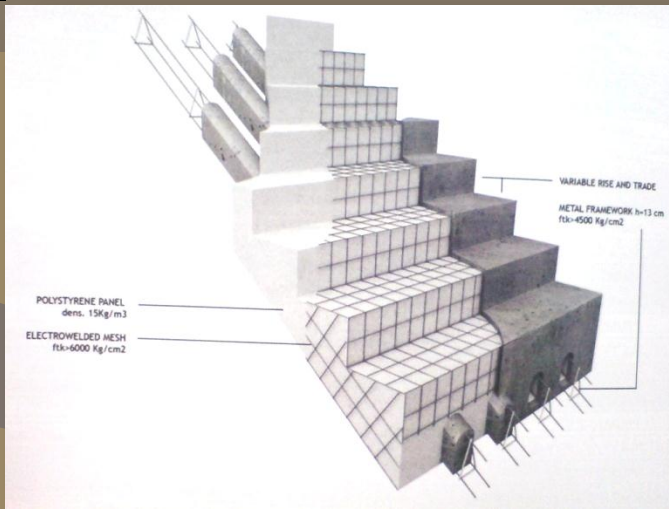 VARIABLE RISE AND TRADE
METAL FRAMEWORK h=13 cm
ftk>4500 Kg/cm2
POLYSTYRENE PANEL
dens. 15Kg/m3
ELECTROWELDED MESH
ftk>6000 Kg/cm2